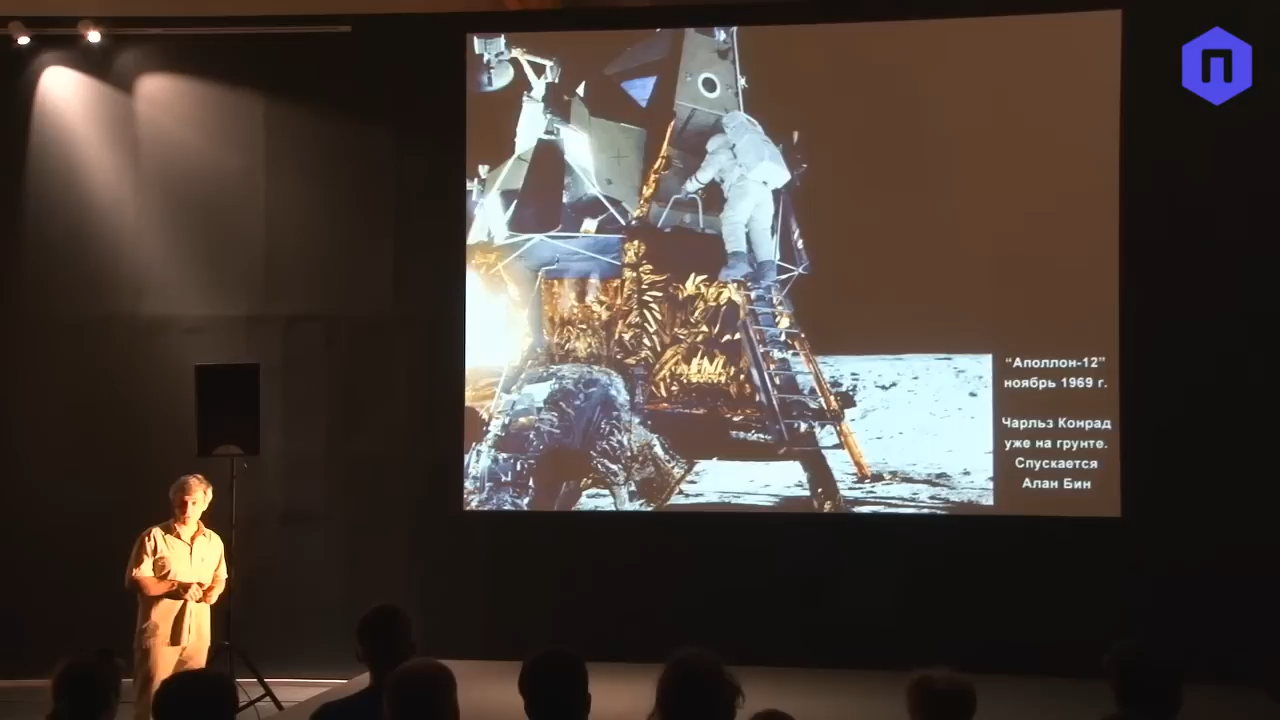 П
“Аполлон-12”
ноябрь 1969 г.
Чарльз Конрад
уже на грунте.
Спускается
Алан Бин